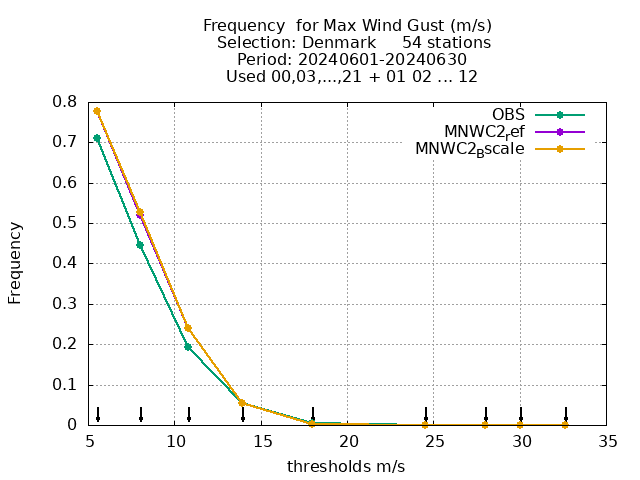 Frequency  for Max Wind Gust (m/s)
Selection: Denmark     54 stations
Period: 20240601-20240630
Used 00,03,...,21 + 01 02 ... 12
OBS
MNWC2ref
MNWC2Bscale
0.8
0.7
0.6
0.5
0.4
0.3
0.2
0.1
0
Frequency
5 10 15 20 25 30 35
thresholds m/s